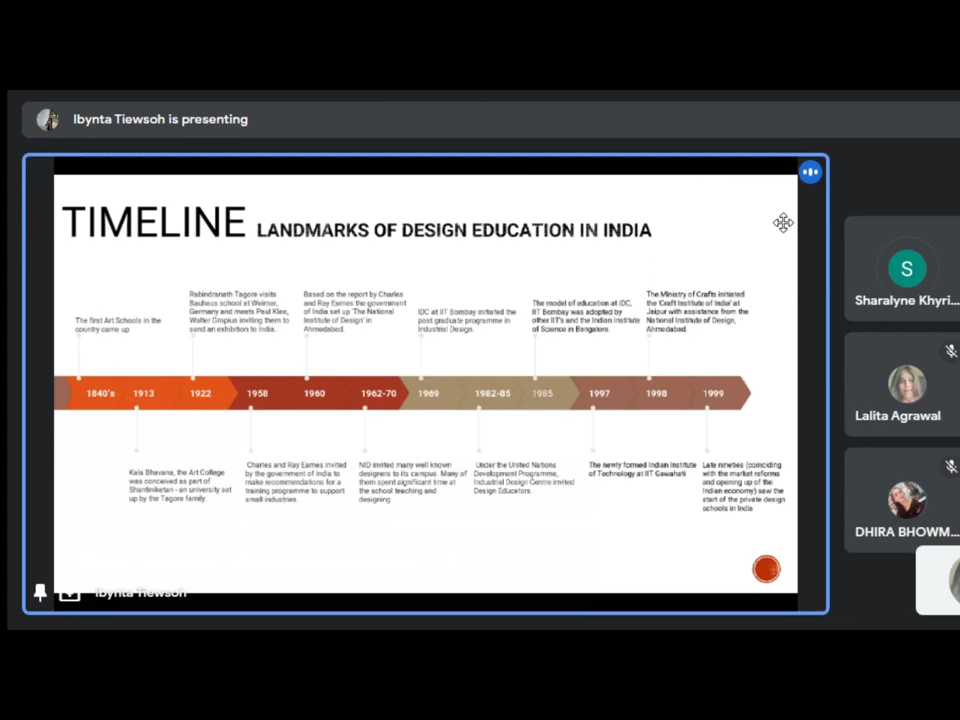 Ibynta Tiewsoh is presenting
TIMELINE LANDMARKS OF DESIGN EDUCATION IN INDIA
The first Art Schools in the
country came up
Rabindranath Tagore visits
Bauhaus school at Weimar,
Germany and meets Paul Klee,
Walter Gropius inviting them to
send an exhibition to India.
Based on the report by Charles
and Ray Eames the government
of India set up 'The National
Institute of Design' in
Ahmedabad.
IDC at IIT Bombay initiated the
post graduate programme in
Industrial Design.
The model of education at IDC,
IIT Bombay was adopted by
other IIT's and the Indian Institute
of Science in Bangalore.
The Ministry of Crafts initiated
the 'Craft Institute of India' at
Jaipur with assistance from the
National Institute of Design,
Ahmedabad.
1840's 1913 1922 1958 1960 1962-70 1969 1982-85 1985 1997 1998 1999
Kala Bhavana, the Art College
was conceived as part of
Shantiniketan - an university set
up by the Tagore family.
Charles and Ray Eames invited
by the government of India to
make recommendations for a
training programme to support
small industries.
NID invited many well known
designers to its campus. Many of
them spent significant time at
the school teaching and
designing
Under the United Nations
Development Programme,
Industrial Design Centre invited
Design Educators
The newly formed Indian Institute
of Technology at IIT Gawahati
Late nineties (coinciding
with the market reforms
and opening up of the
Indian economy) saw the
start of the private design
schools in India
Ibynta Tiewsoh
S
Sharalyne Khyri...
Lalita Agrawal
DHIRA BHOWM...